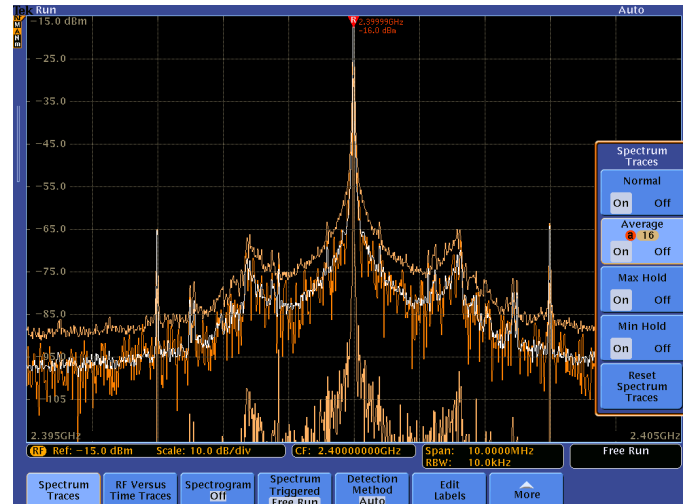 Tek Run Auto
-15.0 dBm
R 2.39999GHz
-16.0 dBm
-25.0
-35.0
-45.0
-55.0
-65.0
-75.0
-85.0
-95.0
-105
2.395GHz 2.405GHz
Spectrum
Traces
Normal
On Off
Average
a 16
On Off
Max Hold
On Off
Min Hold
On Off
Reset
Spectrum
Traces
RF Ref: -15.0 dBm Scale: 10.0 dB/div CF: 2.40000000GHz Span: 10.0000MHz
RBW: 10.0kHz
Free Run
Spectrum
Traces
RF Versus
Time Traces
Spectrogram
Off
Spectrum
Triggered
Free Run
Detection
Method
Auto
Edit
Labels
More